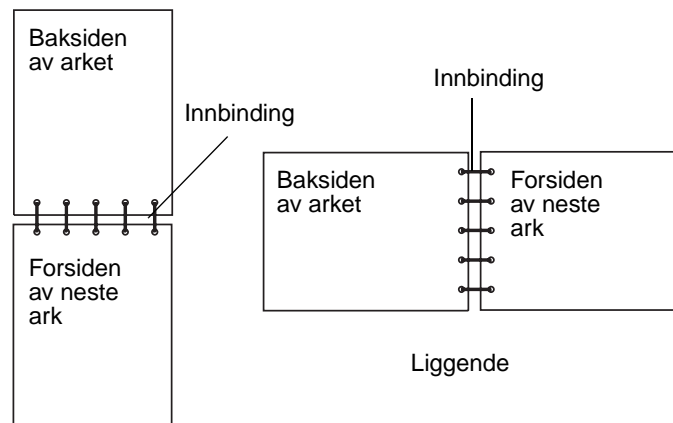 Baksiden
av arket
Innbinding
Forsiden
av neste
ark
Innbinding
Baksiden
av arket
Forsiden
av neste
ark
Liggende